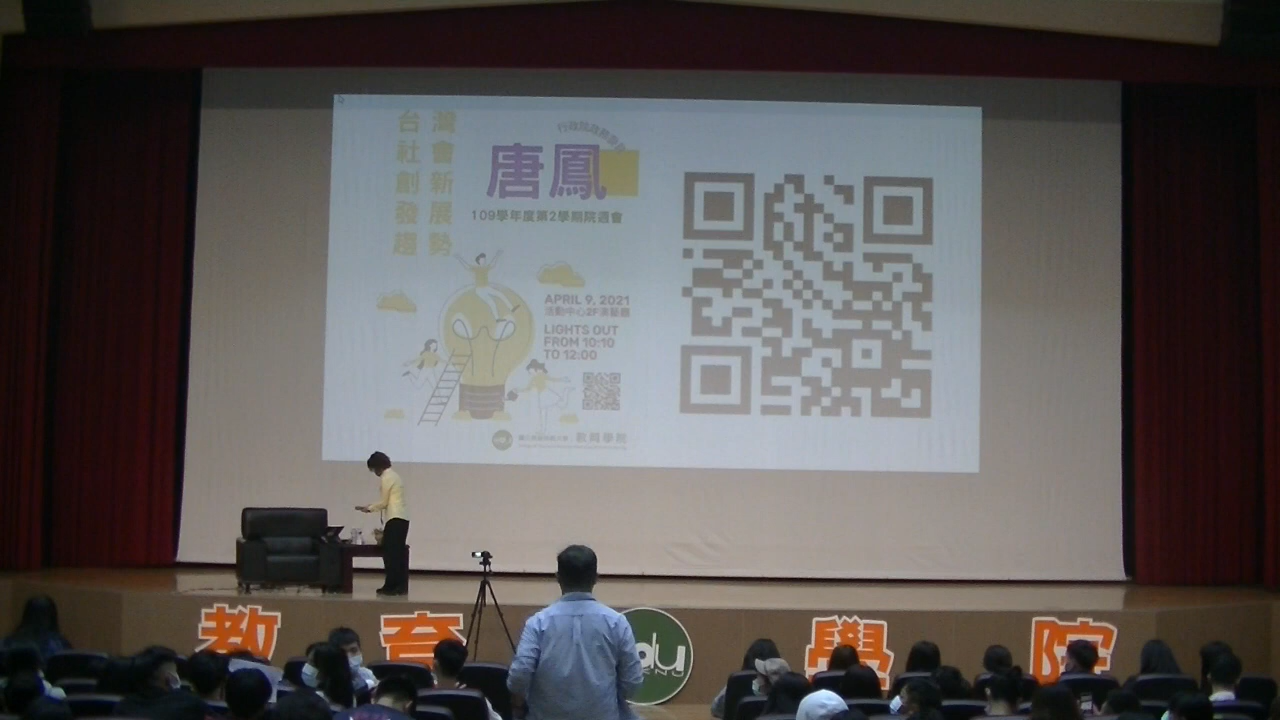 台灣
社會
創新
發展
趨勢
行政院政務委員
唐鳳
109學年度第2學期院週會
APRIL 9, 2021
活動中心2F演藝廳
LIGHTS OUT
FROM 10:10
TO 12:00
教育學院
教育
edu
學院